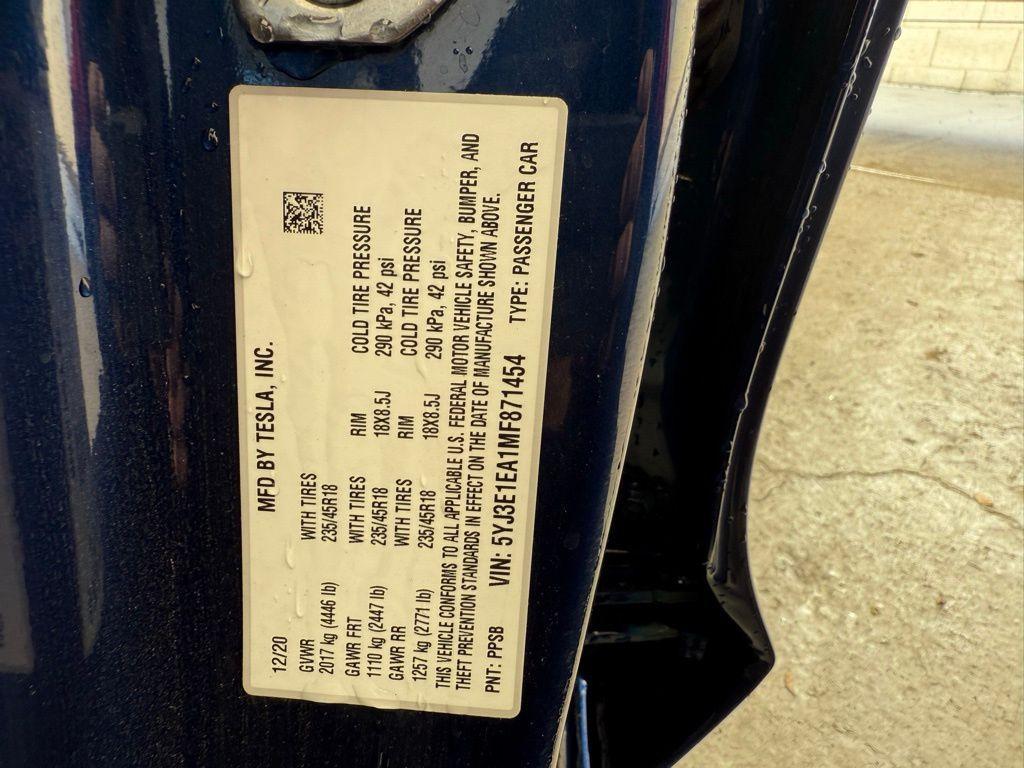 MFD BY TESLA, INC.
12/20
GVWR WITH TIRES RIM COLD TIRE PRESSURE
2017 kg (4446 lb) 235/45R18 18X8.5J 290 kPa, 42 psi
GAWR FRT WITH TIRES RIM COLD TIRE PRESSURE
1110 kg (2447 lb) 235/45R18 18X8.5J 290 kPa, 42 psi
GAWR RR WITH TIRES
1257 kg (2771 lb) 235/45R18
THIS VEHICLE CONFORMS TO ALL APPLICABLE U.S. FEDERAL MOTOR VEHICLE SAFETY, BUMPER, AND
THEFT PREVENTION STANDARDS IN EFFECT ON THE DATE OF MANUFACTURE SHOWN ABOVE.
PNT: PPSB VIN: 5YJ3E1EA1MF871454 TYPE: PASSENGER CAR